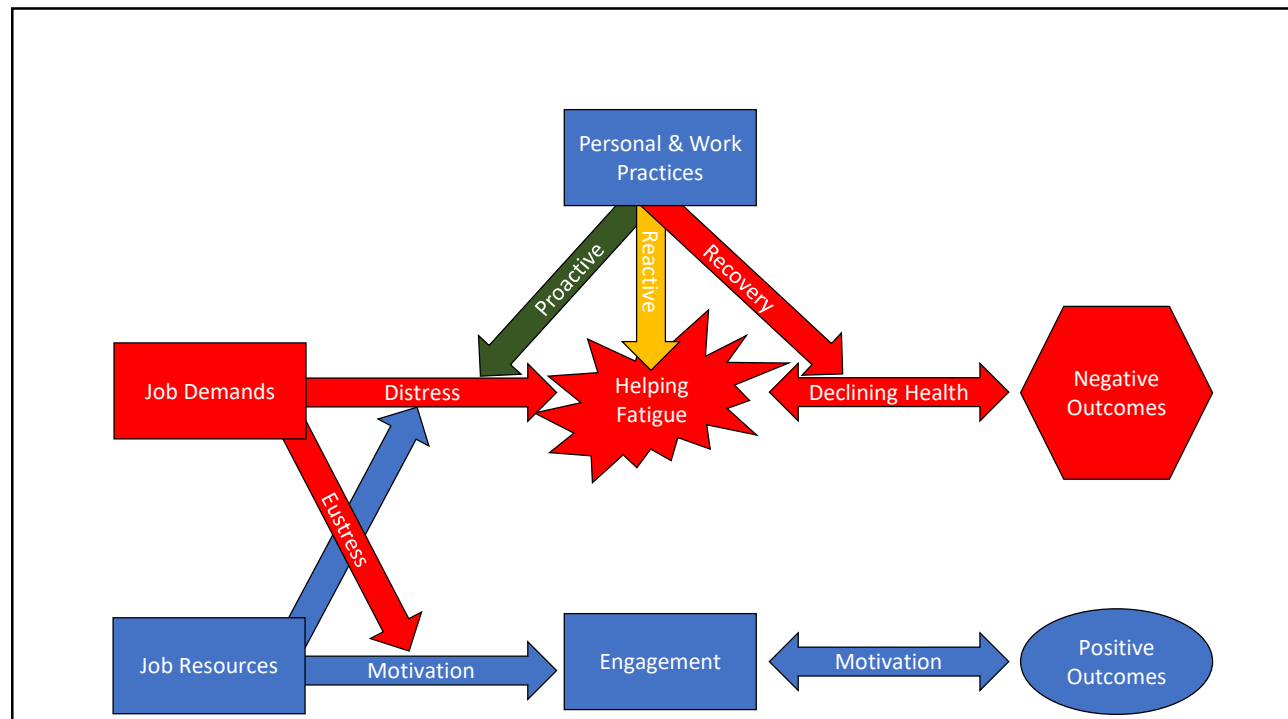 Personal & Work
Practices
Proactive
Reactive
Recovery
Job Demands
Distress
Helping
Fatigue
Declining Health
Negative
Outcomes
Eustress
Job Resources
Motivation
Engagement
Motivation
Positive
Outcomes